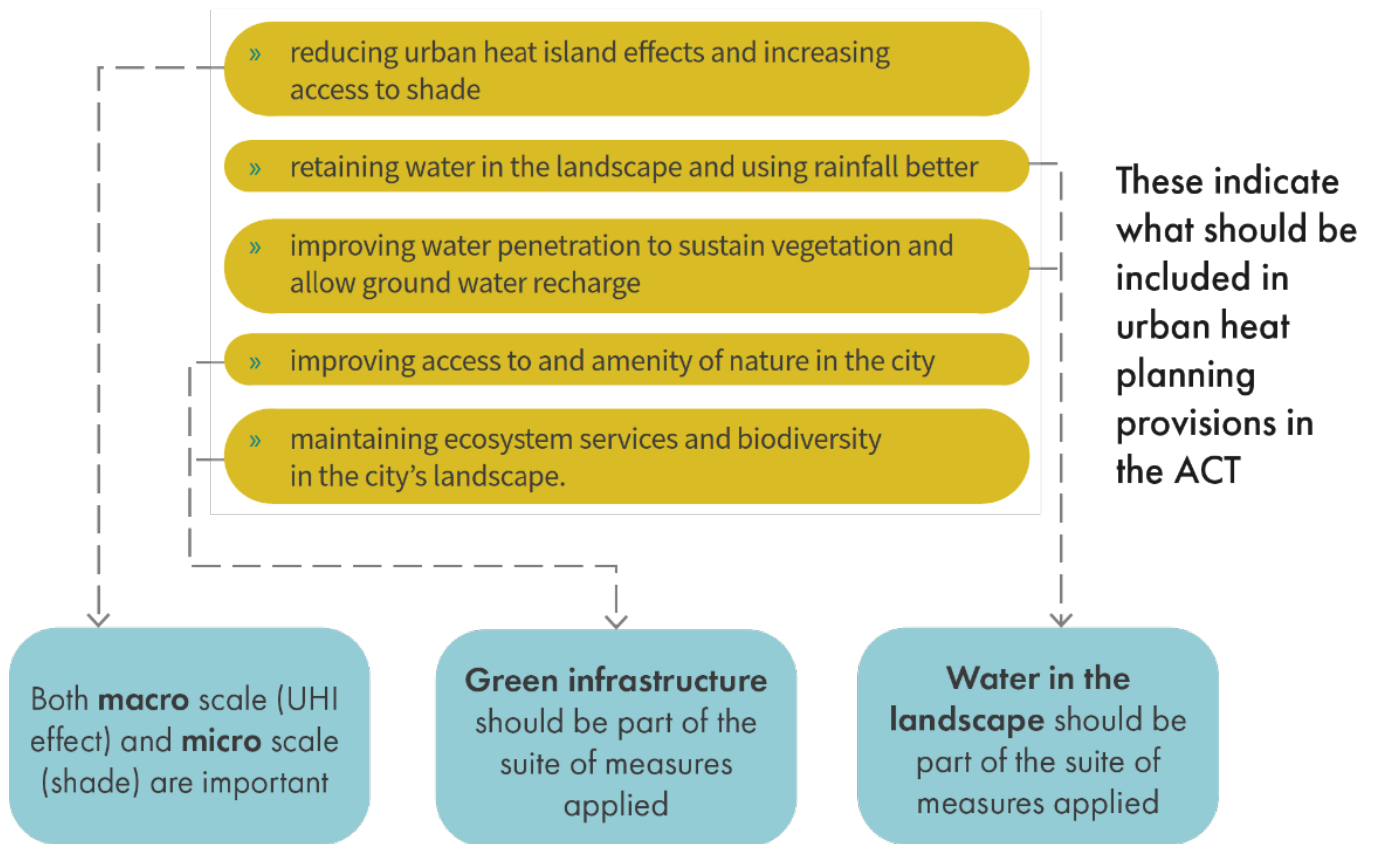 » reducing urban heat island effects and increasing
access to shade
» retaining water in the landscape and using rainfall better
» improving water penetration to sustain vegetation and
allow ground water recharge
» improving access to and amenity of nature in the city
» maintaining ecosystem services and biodiversity
in the city’s landscape.
These indicate
what should be
included in
urban heat
planning
provisions in
the ACT
Both macro scale (UHI
effect) and micro scale
(shade) are important
Green infrastructure
should be part of the
suite of measures
applied
Water in the
landscape should be
part of the suite of
measures applied